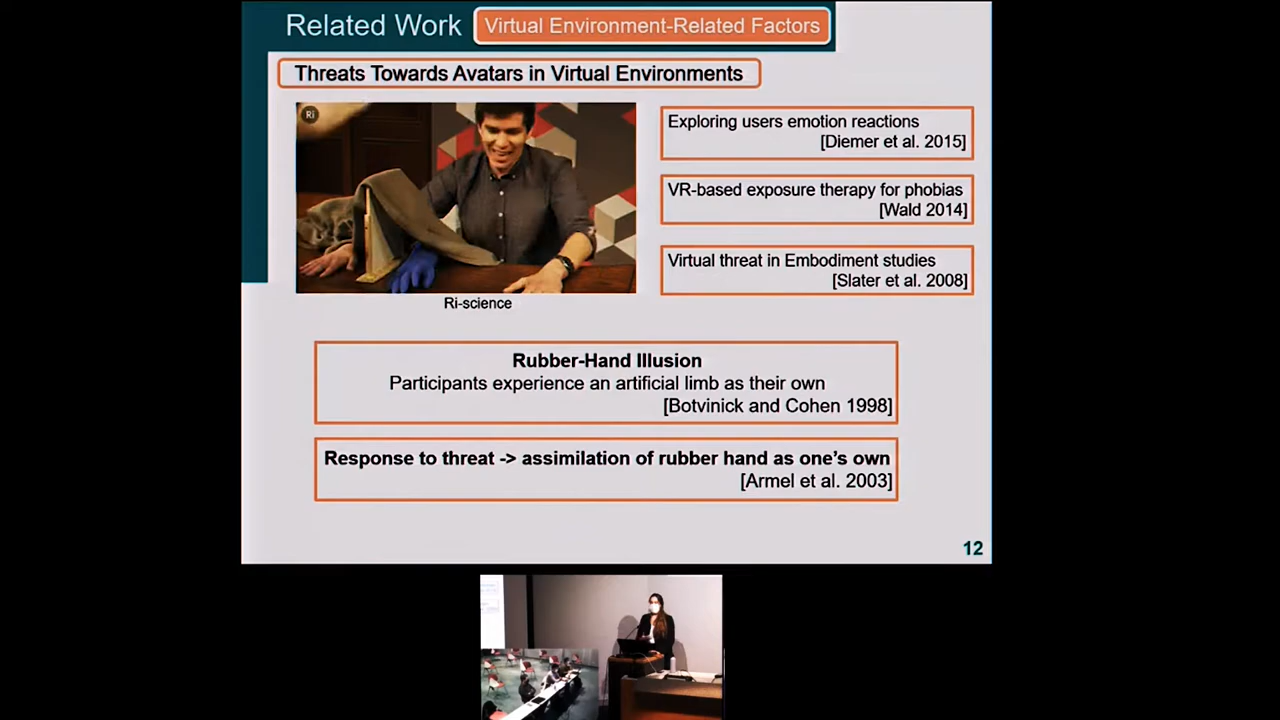 Related Work
Virtual Environment-Related Factors
Threats Towards Avatars in Virtual Environments
Ri
Ri-science
Exploring users emotion reactions
[Diemer et al. 2015]
VR-based exposure therapy for phobias
[Wald 2014]
Virtual threat in Embodiment studies
[Slater et al. 2008]
Rubber-Hand Illusion
Participants experience an artificial limb as their own
[Botvinick and Cohen 1998]
Response to threat -> assimilation of rubber hand as one's own
[Armel et al. 2003]
12